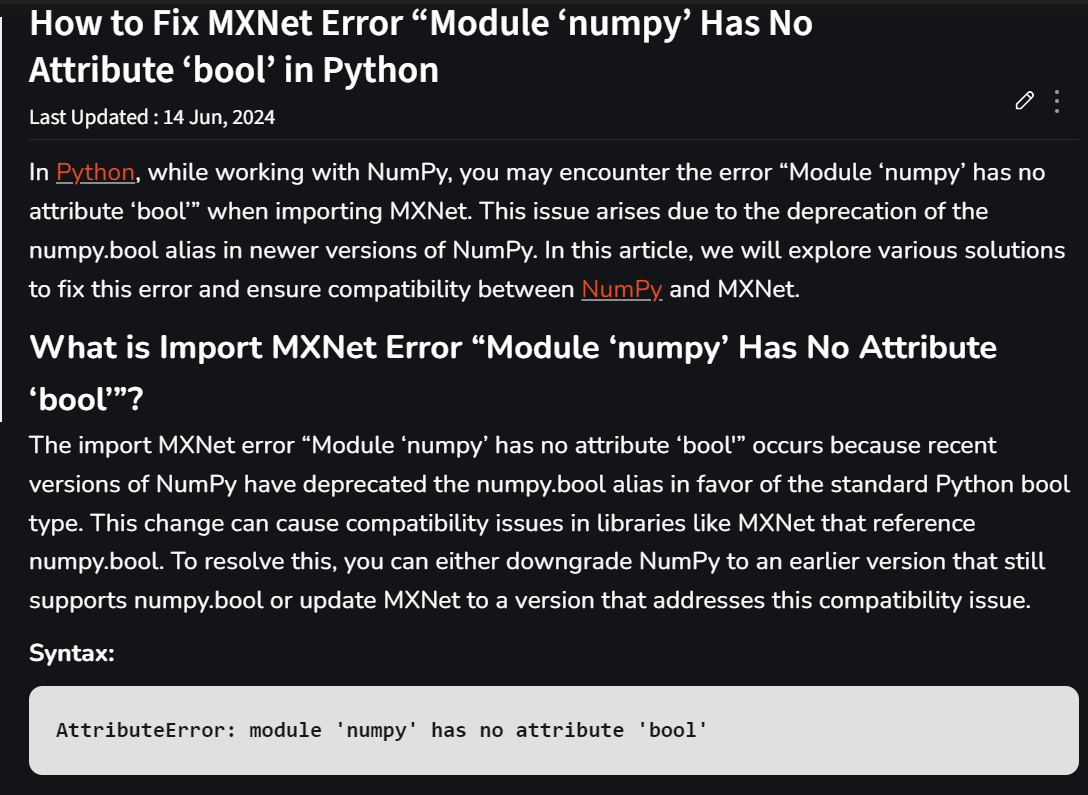 How to Fix MXNet Error “Module ‘numpy’ Has No
Attribute ‘bool’ in Python
Last Updated : 14 Jun, 2024
In Python, while working with NumPy, you may encounter the error “Module ‘numpy’ has no
attribute ‘bool’” when importing MXNet. This issue arises due to the deprecation of the
numpy.bool alias in newer versions of NumPy. In this article, we will explore various solutions
to fix this error and ensure compatibility between NumPy and MXNet.
What is Import MXNet Error “Module ‘numpy’ Has No Attribute
‘bool’”?
The import MXNet error “Module ‘numpy’ has no attribute ‘bool'” occurs because recent
versions of NumPy have deprecated the numpy.bool alias in favor of the standard Python bool
type. This change can cause compatibility issues in libraries like MXNet that reference
numpy.bool. To resolve this, you can either downgrade NumPy to an earlier version that still
supports numpy.bool or update MXNet to a version that addresses this compatibility issue.
Syntax:
AttributeError: module 'numpy' has no attribute 'bool'